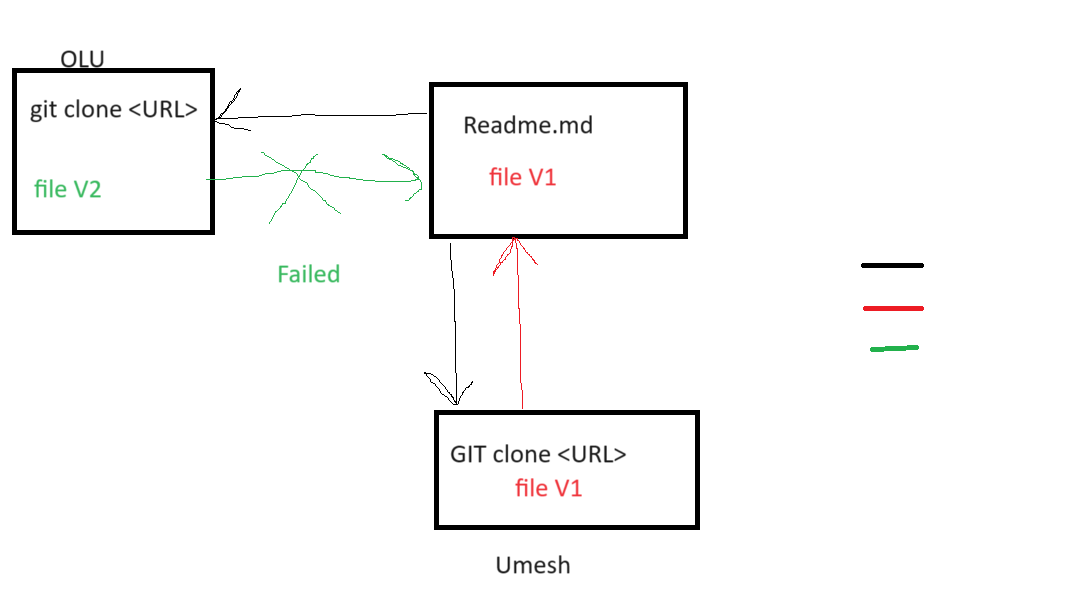 OLU
git clone <URL>
file V2
Readme.md
file V1
Failed
GIT clone <URL>
file V1
Umesh